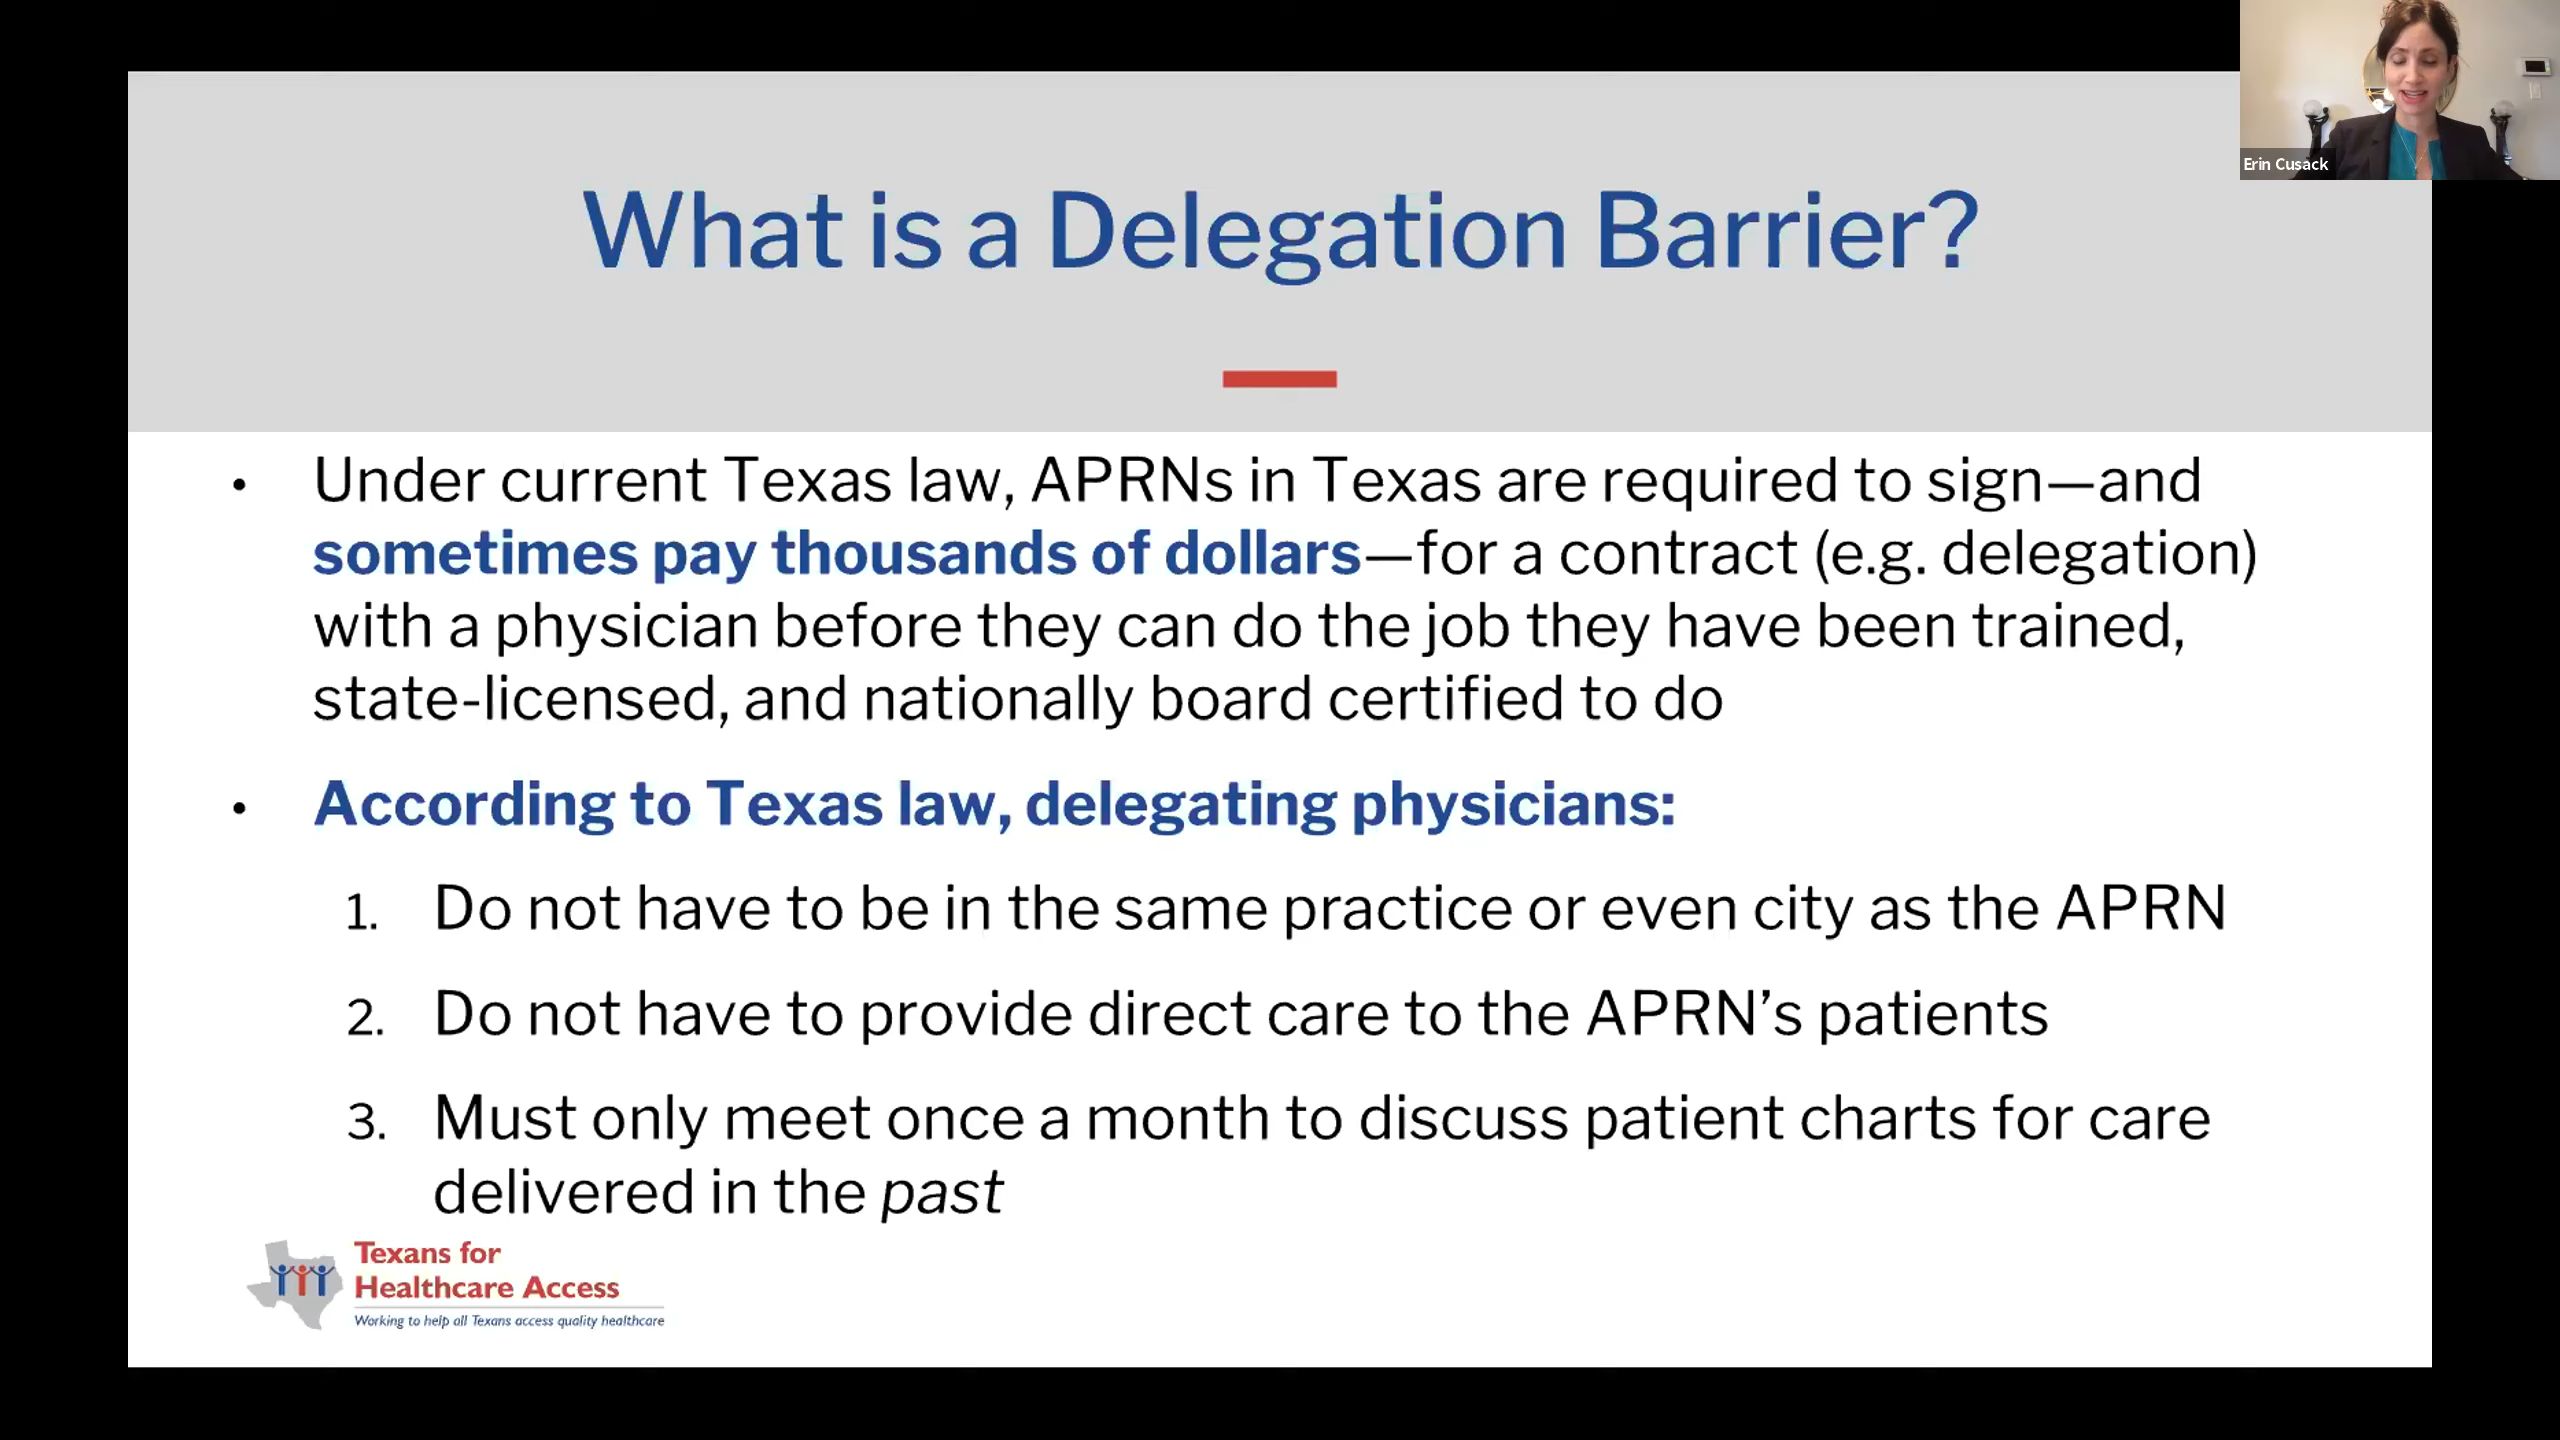 Erin Cusack
What is a Delegation Barrier?
• Under current Texas law, APRNs in Texas are required to sign—and
sometimes pay thousands of dollars—for a contract (e.g. delegation)
with a physician before they can do the job they have been trained,
state-licensed, and nationally board certified to do
• According to Texas law, delegating physicians:
1. Do not have to be in the same practice or even city as the APRN
2. Do not have to provide direct care to the APRN’s patients
3. Must only meet once a month to discuss patient charts for care
delivered in the past
Texans for
Healthcare Access
Working to help all Texans access quality healthcare